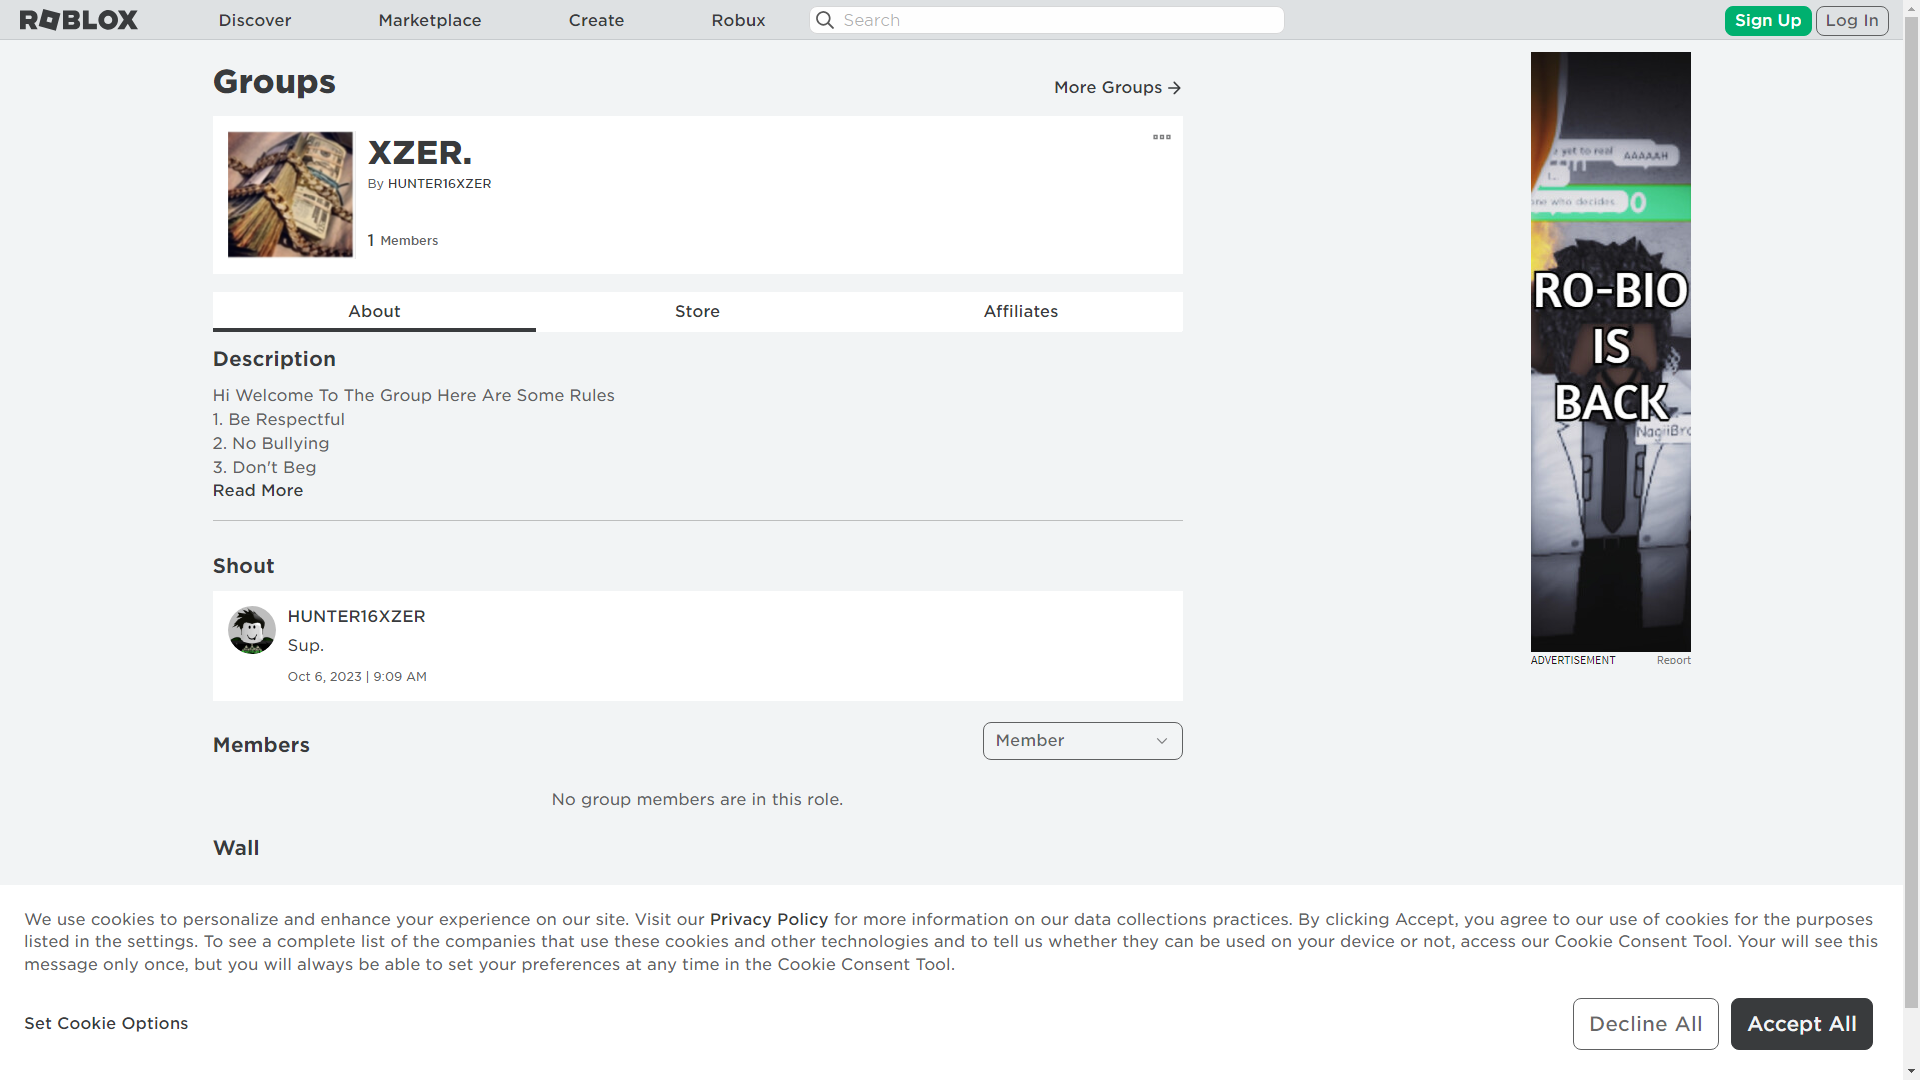 ROBLOX
Discover
Marketplace
Create
Robux
Search
Sign Up
Log In
Groups
More Groups
XZER.
By HUNTER16XZER
1 Members
About
Store
Affiliates
Description
Hi Welcome To The Group Here Are Some Rules
1. Be Respectful
2. No Bullying
3. Don't Beg
Read More
Shout
HUNTER16XZER
Sup.
Oct 6, 2023 | 9:09 AM
Members
Member
No group members are in this role.
Wall
yet to real
AAAAAH
one who decides.
RO-BIO
IS
BACK
ADVERTISEMENT
Report
We use cookies to personalize and enhance your experience on our site. Visit our Privacy Policy for more information on our data collections practices. By clicking Accept, you agree to our use of cookies for the purposes
listed in the settings. To see a complete list of the companies that use these cookies and other technologies and to tell us whether they can be used on your device or not, access our Cookie Consent Tool. Your will see this
message only once, but you will always be able to set your preferences at any time in the Cookie Consent Tool.
Set Cookie Options
Decline All
Accept All